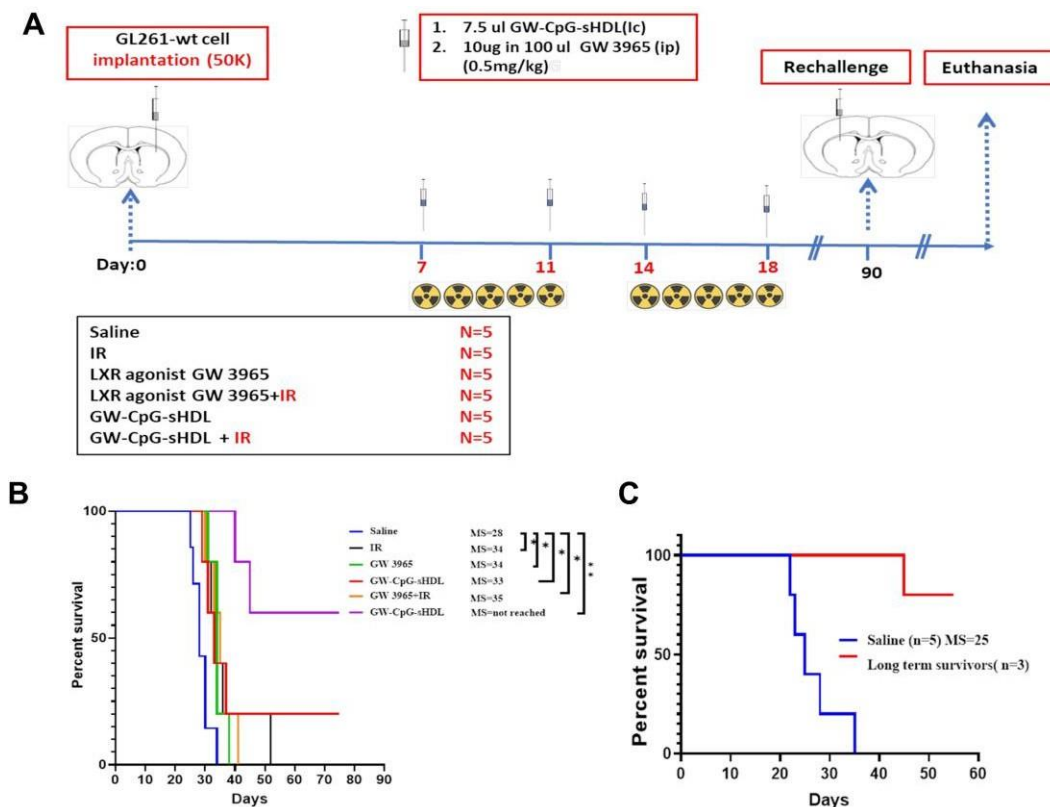 A
GL261-wt cell
implantation (50K)
1. 7.5 ul GW-CpG-sHDL(Ic)
2. 10ug in 100 ul GW 3965 (ip)
(0.5mg/kg)
Rechallenge
Euthanasia
Day:0
7
11
14
18
90
Saline N=5
IR N=5
LXR agonist GW 3965 N=5
LXR agonist GW 3965+IR N=5
GW-CpG-sHDL N=5
GW-CpG-sHDL + IR N=5
B
Percent survival
100
50
0
0 10 20 30 40 50 60 70 80 90
Days
Saline MS=28
IR MS=34
GW 3965 MS=34
GW-CpG-sHDL MS=33
GW 3965+IR MS=35
GW-CpG-sHDL MS=not reached
* * * * **
C
Percent survival
100
50
0
0 10 20 30 40 50 60
Days
Saline (n=5) MS=25
Long term survivors( n=3)